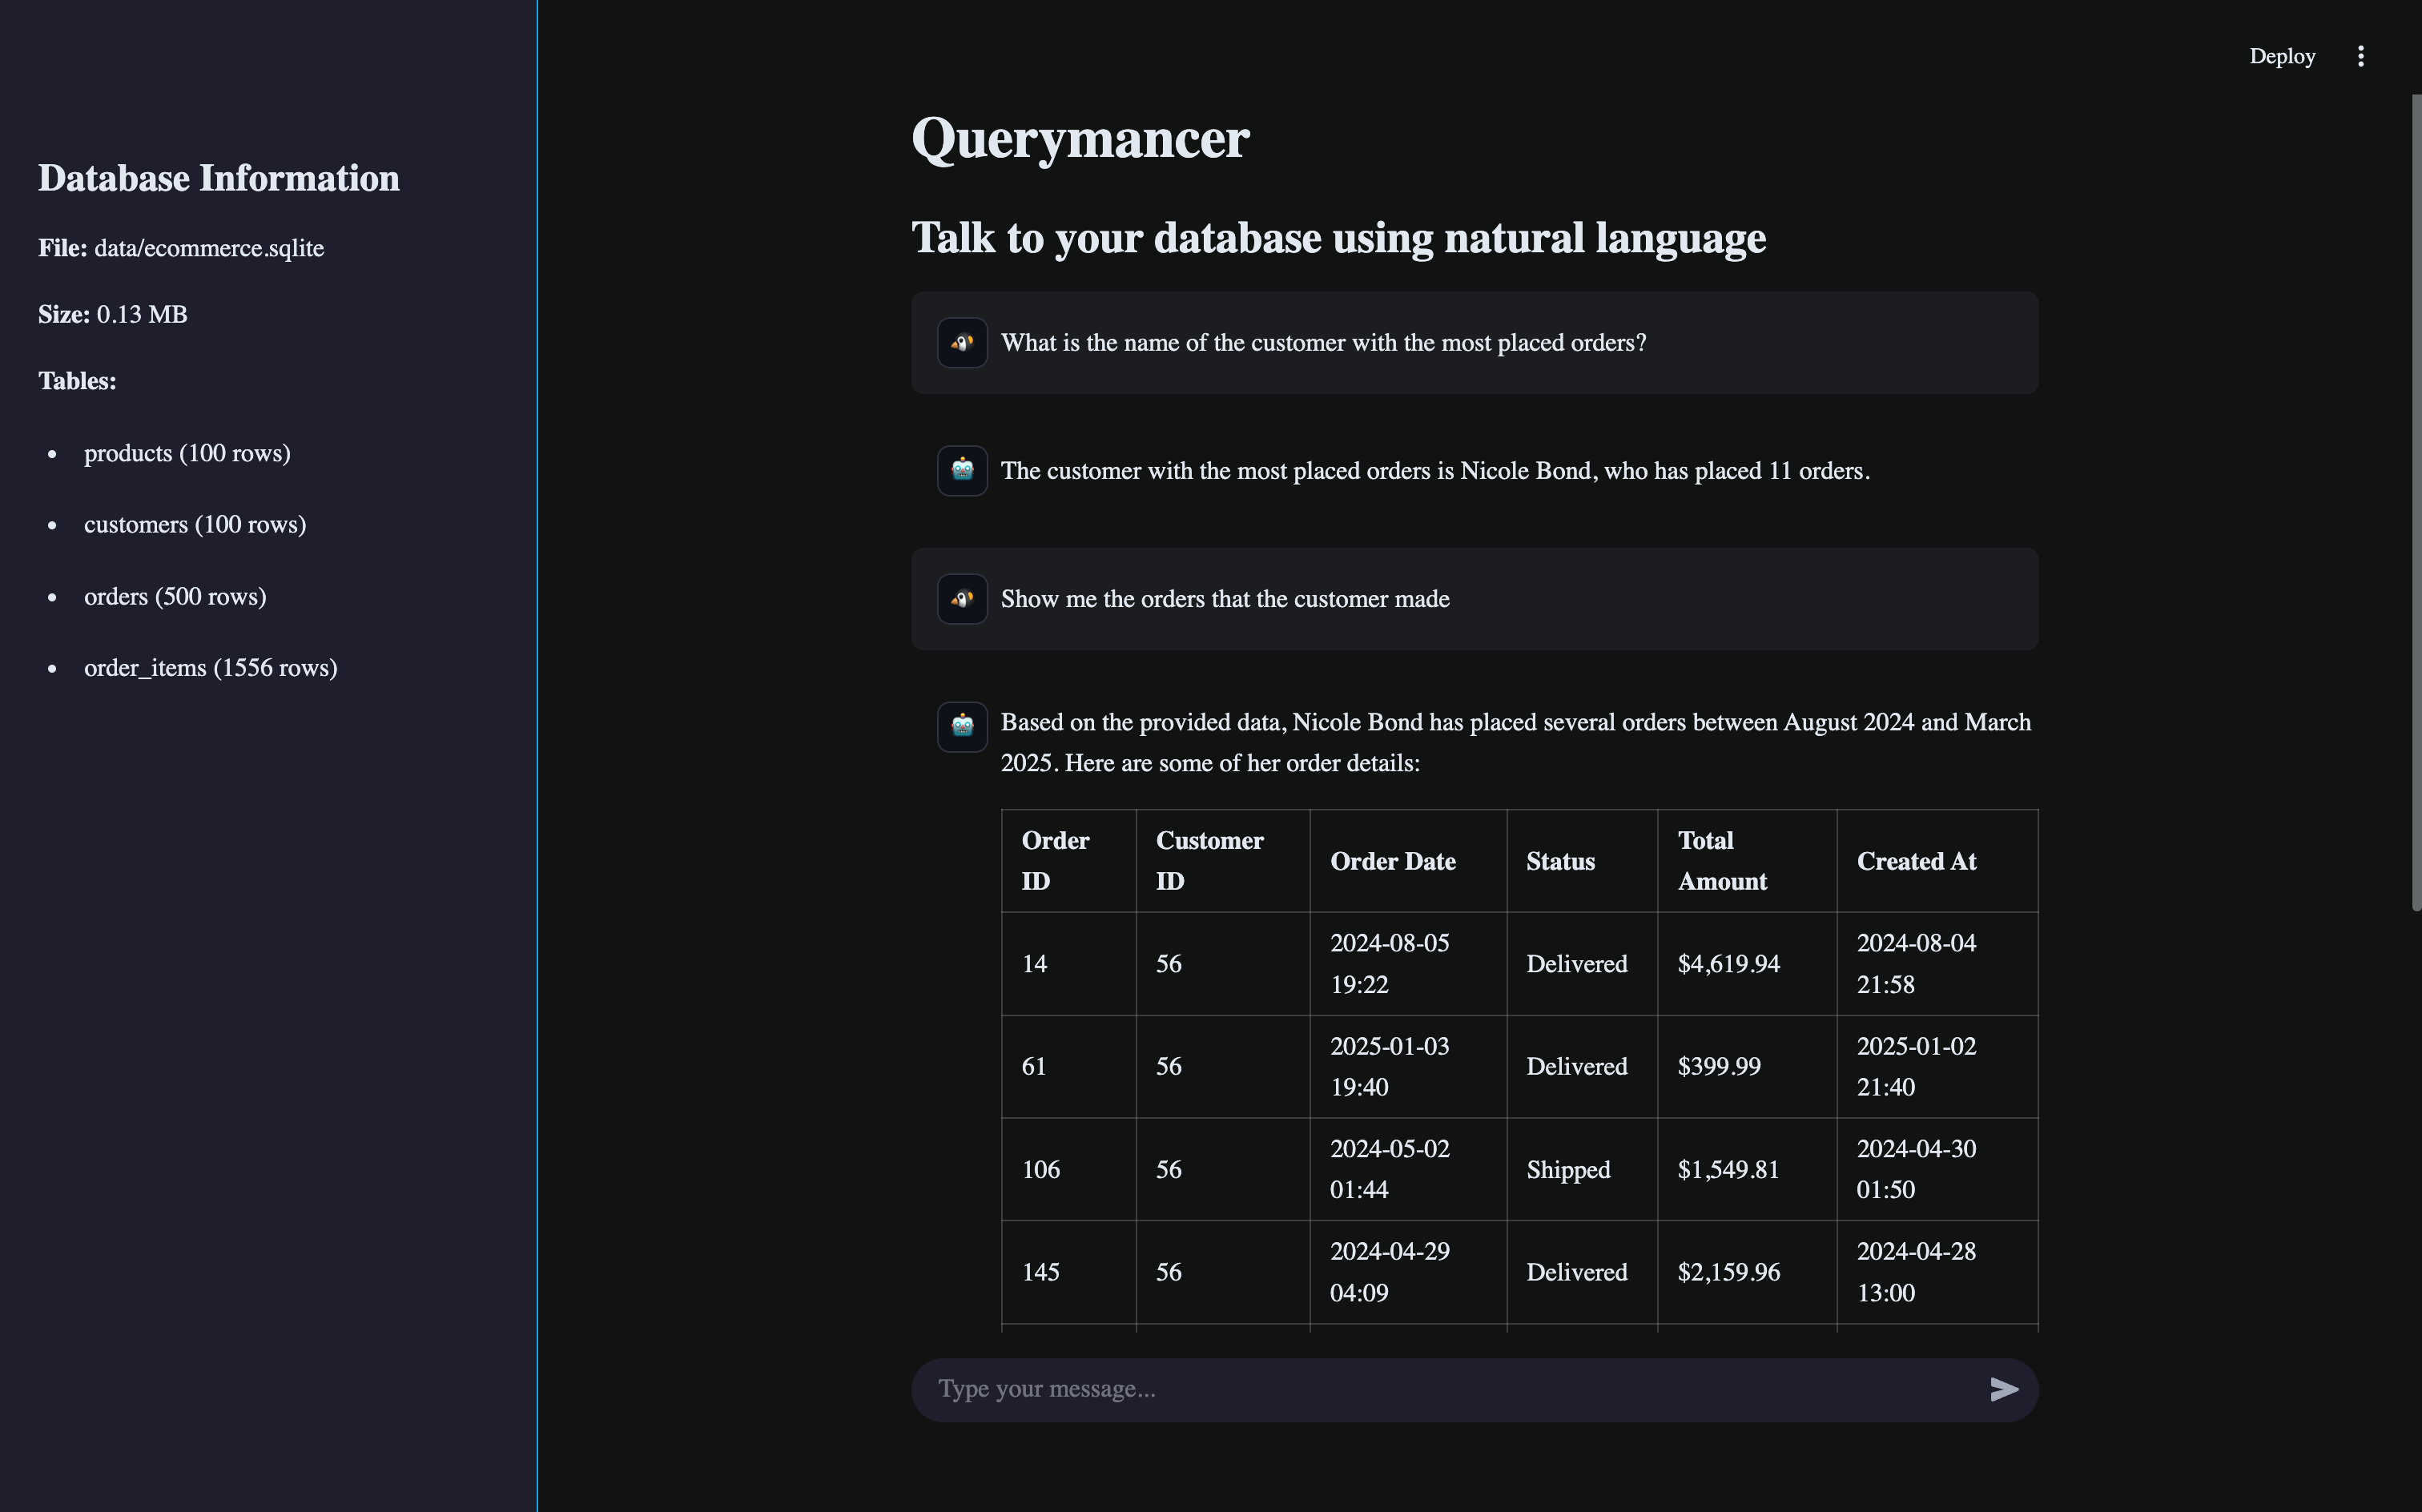 Deploy
Database Information
File: data/ecommerce.sqlite
Size: 0.13 MB
Tables:
products (100 rows)
customers (100 rows)
orders (500 rows)
order_items (1556 rows)
Querymancer
Talk to your database using natural language
What is the name of the customer with the most placed orders?
The customer with the most placed orders is Nicole Bond, who has placed 11 orders.
Show me the orders that the customer made
Based on the provided data, Nicole Bond has placed several orders between August 2024 and March
2025. Here are some of her order details:
Order ID Customer ID Order Date Status Total Amount Created At
14 56 2024-08-05 19:22 Delivered $4,619.94 2024-08-04 21:58
61 56 2025-01-03 19:40 Delivered $399.99 2025-01-02 21:40
106 56 2024-05-02 01:44 Shipped $1,549.81 2024-04-30 01:50
145 56 2024-04-29 04:09 Delivered $2,159.96 2024-04-28 13:00
Type your message...